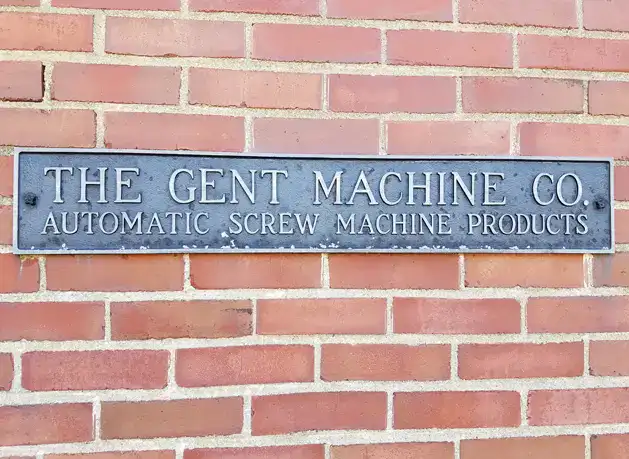 THE GENT MACHINE CO.
AUTOMATIC SCREW MACHINE PRODUCTS